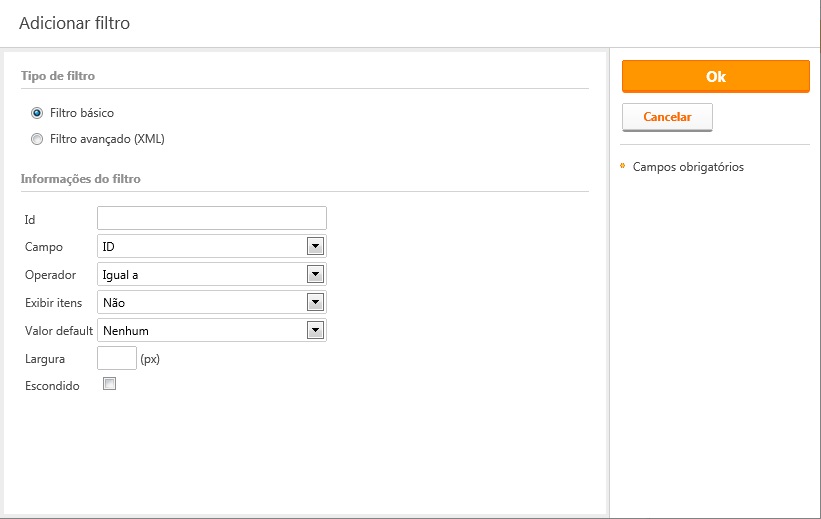 Adicionar filtro
Tipo de filtro
Filtro básico
Filtro avançado (XML)
Informações do filtro
Id
Campo ID
Operador Igual a
Exibir itens Não
Valor default Nenhum
Largura (px)
Escondido
Ok
Cancelar
* Campos obrigatórios